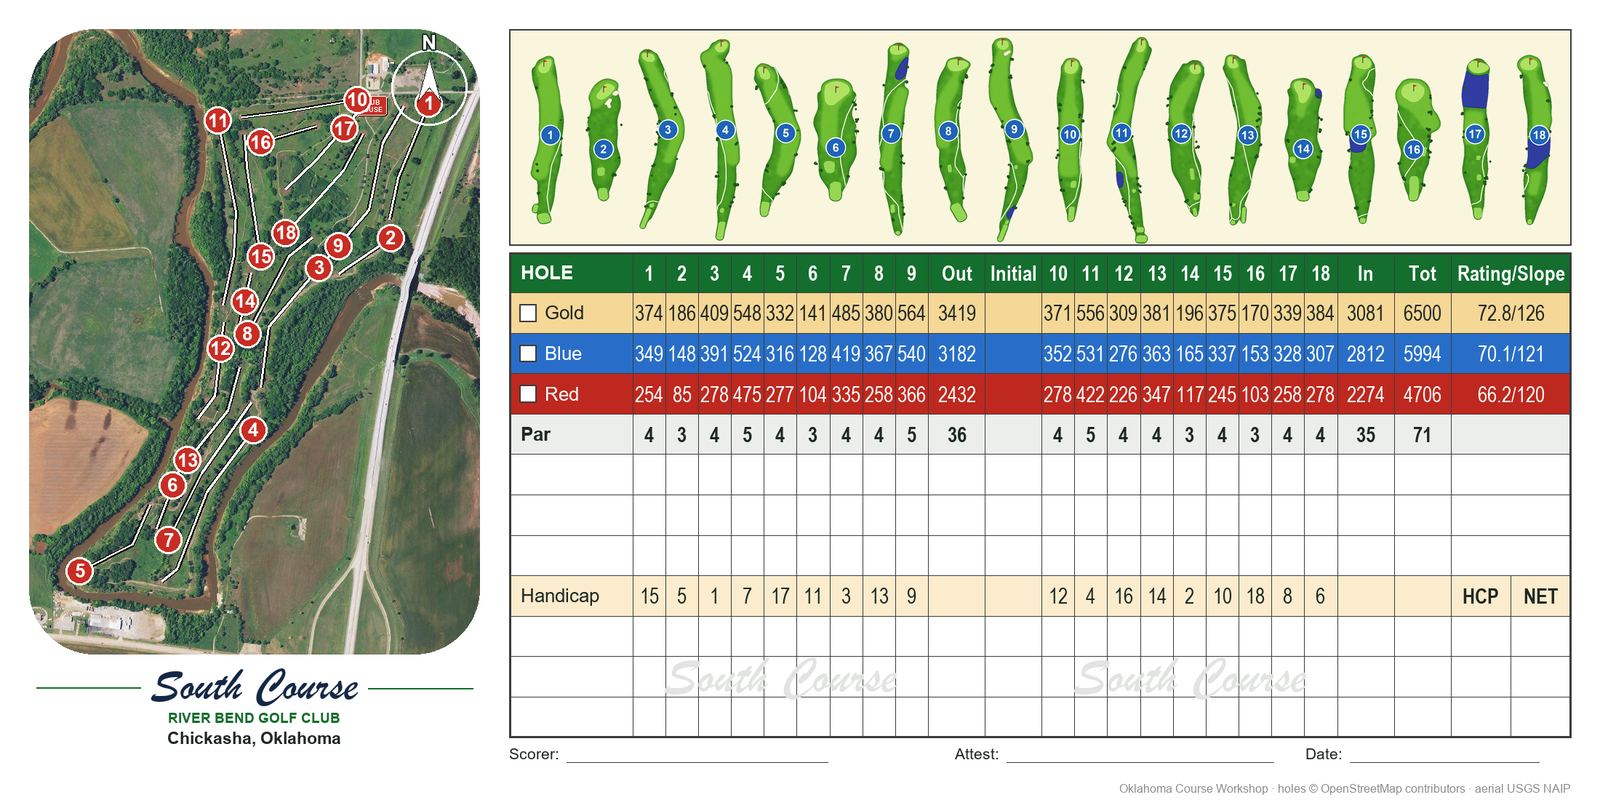 N
10
1
11
17
16
2
18
9
15
3
14
8
12
4
13
6
7
5
South Course
RIVER BEND GOLF CLUB
Chickasha, Oklahoma
1 2 3 4 5 6 7 8 9 10 11 12 13 14 15 16 17 18
HOLE 1 2 3 4 5 6 7 8 9 Out Initial 10 11 12 13 14 15 16 17 18 In Tot Rating/Slope
Gold 374 186 409 548 332 141 485 380 564 3419 371 556 309 381 196 375 170 339 384 3081 6500 72.8/126
Blue 349 148 391 524 316 128 419 367 540 3182 352 531 276 363 165 337 153 328 307 2812 5994 70.1/121
Red 254 85 278 475 277 104 335 258 366 2432 278 422 226 347 117 245 103 258 278 2274 4706 66.2/120
Par 4 3 4 5 4 3 4 4 5 36 4 5 4 4 3 4 3 4 4 35 71
Handicap 15 5 1 7 17 11 3 13 9 12 4 16 14 2 10 18 8 6 HCP NET
South Course South Course
Scorer: Attest: Date:
Oklahoma Course Workshop · holes © OpenStreetMap contributors · aerial USGS NAIP